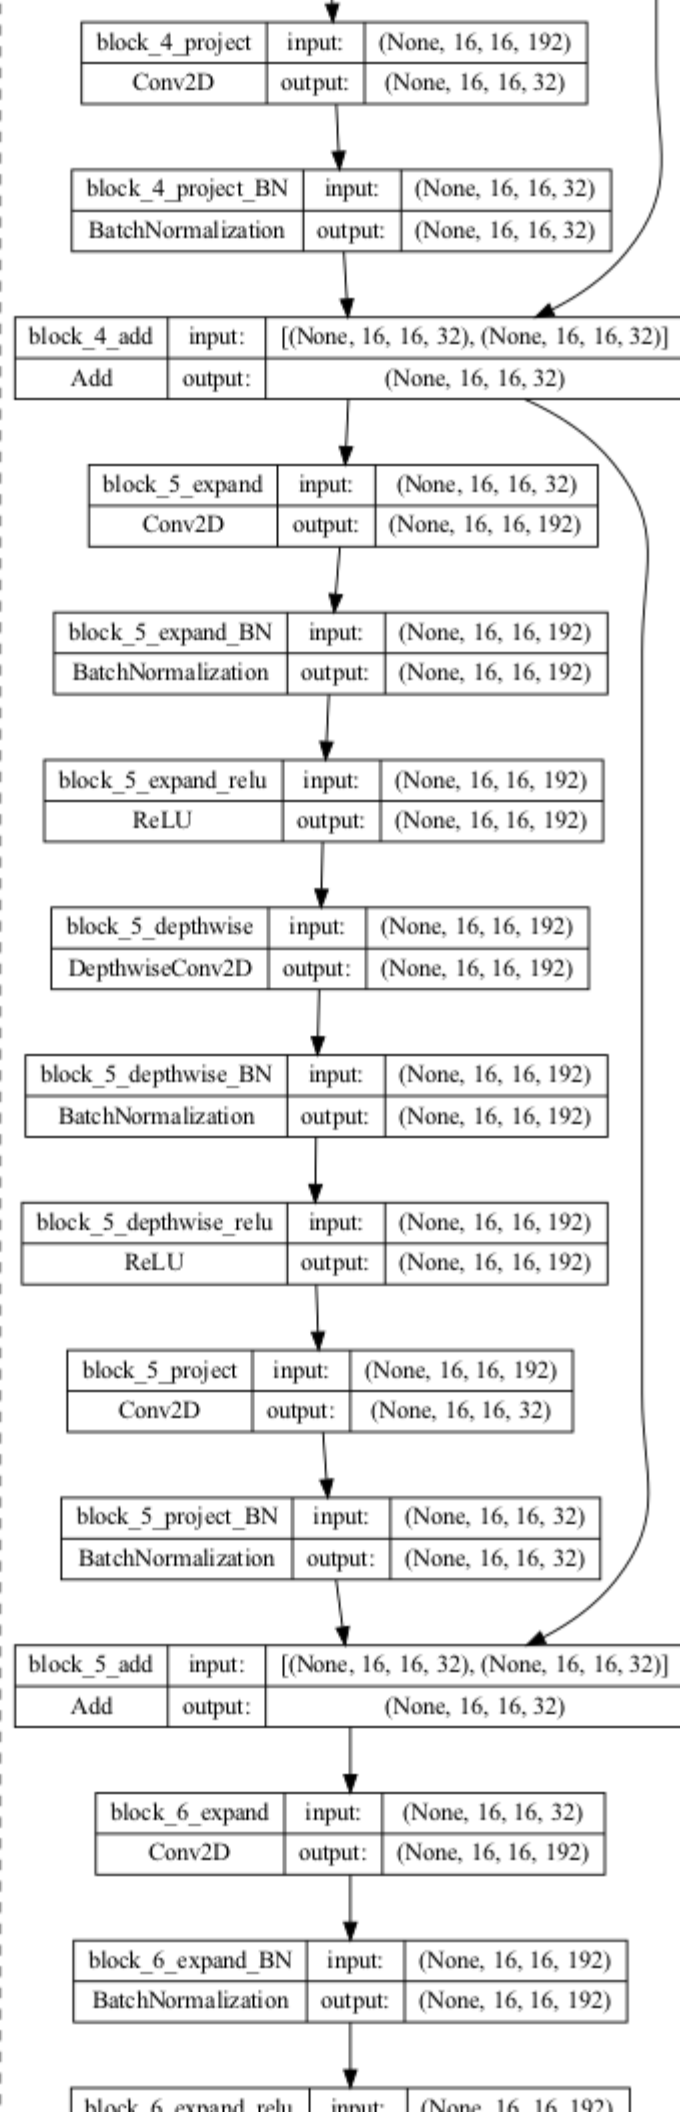 block_4_project input: (None, 16, 16, 192)
Conv2D output: (None, 16, 16, 32)
block_4_project_BN input: (None, 16, 16, 32)
BatchNormalization output: (None, 16, 16, 32)
block_4_add input: [(None, 16, 16, 32), (None, 16, 16, 32)]
Add output: (None, 16, 16, 32)
block_5_expand input: (None, 16, 16, 32)
Conv2D output: (None, 16, 16, 192)
block_5_expand_BN input: (None, 16, 16, 192)
BatchNormalization output: (None, 16, 16, 192)
block_5_expand_relu input: (None, 16, 16, 192)
ReLU output: (None, 16, 16, 192)
block_5_depthwise input: (None, 16, 16, 192)
DepthwiseConv2D output: (None, 16, 16, 192)
block_5_depthwise_BN input: (None, 16, 16, 192)
BatchNormalization output: (None, 16, 16, 192)
block_5_depthwise_relu input: (None, 16, 16, 192)
ReLU output: (None, 16, 16, 192)
block_5_project input: (None, 16, 16, 192)
Conv2D output: (None, 16, 16, 32)
block_5_project_BN input: (None, 16, 16, 32)
BatchNormalization output: (None, 16, 16, 32)
block_5_add input: [(None, 16, 16, 32), (None, 16, 16, 32)]
Add output: (None, 16, 16, 32)
block_6_expand input: (None, 16, 16, 32)
Conv2D output: (None, 16, 16, 192)
block_6_expand_BN input: (None, 16, 16, 192)
BatchNormalization output: (None, 16, 16, 192)
block_6_expand_relu input: (None, 16, 16, 192)